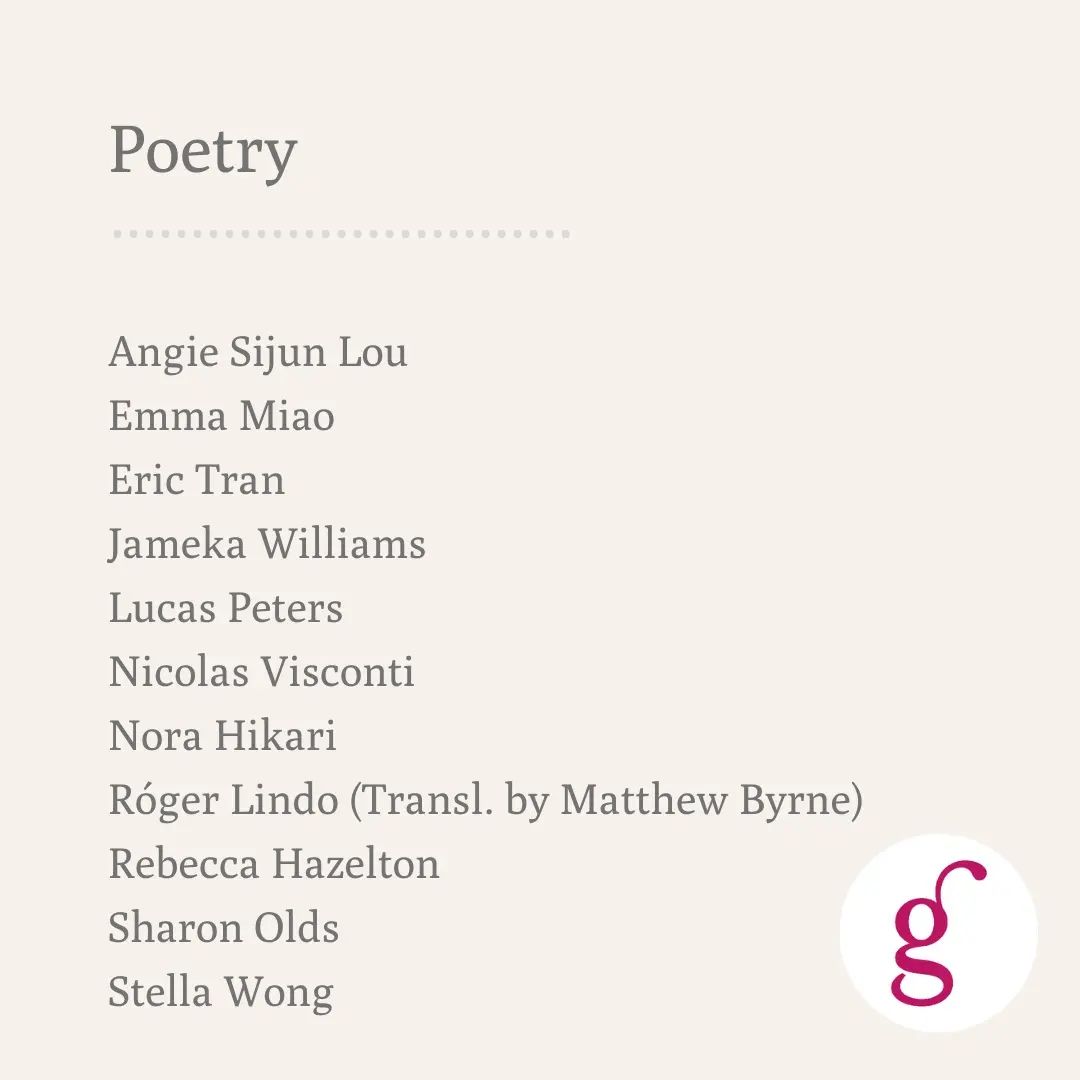 Poetry
Angie Sijun Lou
Emma Miao
Eric Tran
Jameka Williams
Lucas Peters
Nicolas Visconti
Nora Hikari
Róger Lindo (Transl. by Matthew Byrne)
Rebecca Hazelton
Sharon Olds
Stella Wong
g